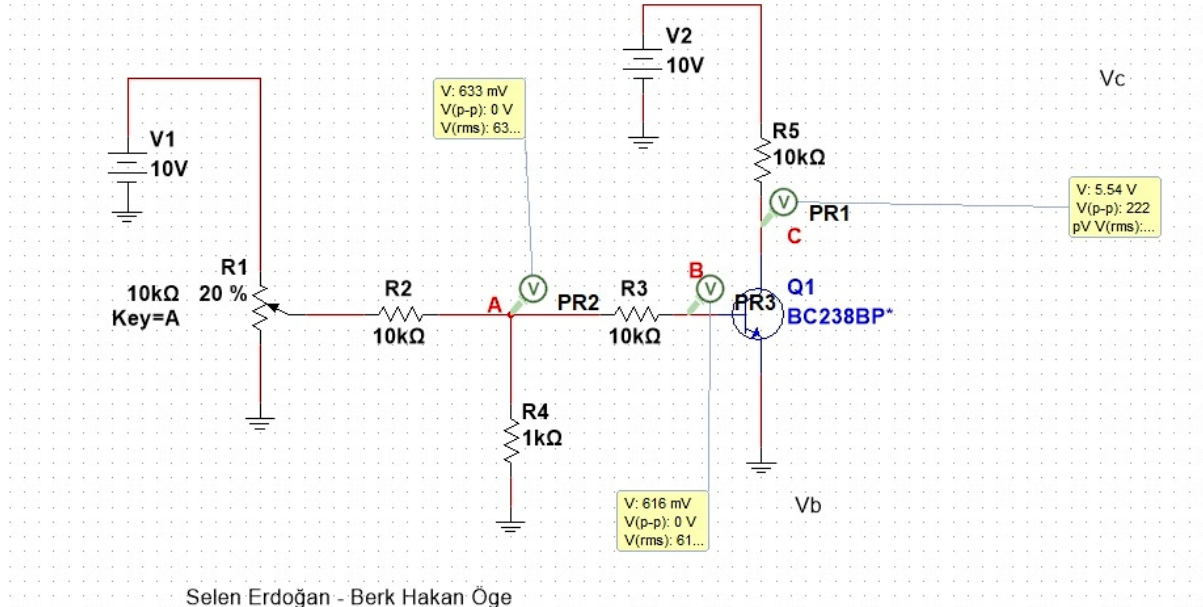 V2
10V
Vc
V: 633 mV
V(p-p): 0 V
V(rms): 63...
V1
10V
R5
10kΩ
V: 5.54 V
V(p-p): 222
pV V(rms):...
V
PR1
C
R1
10kΩ 20 %
Key=A
R2
10kΩ
A
V
PR2
R3
10kΩ
B
V
PR3
Q1
BC238BP*
R4
1kΩ
V: 616 mV
V(p-p): 0 V
V(rms): 61...
Vb
Selen Erdoğan - Berk Hakan Öge